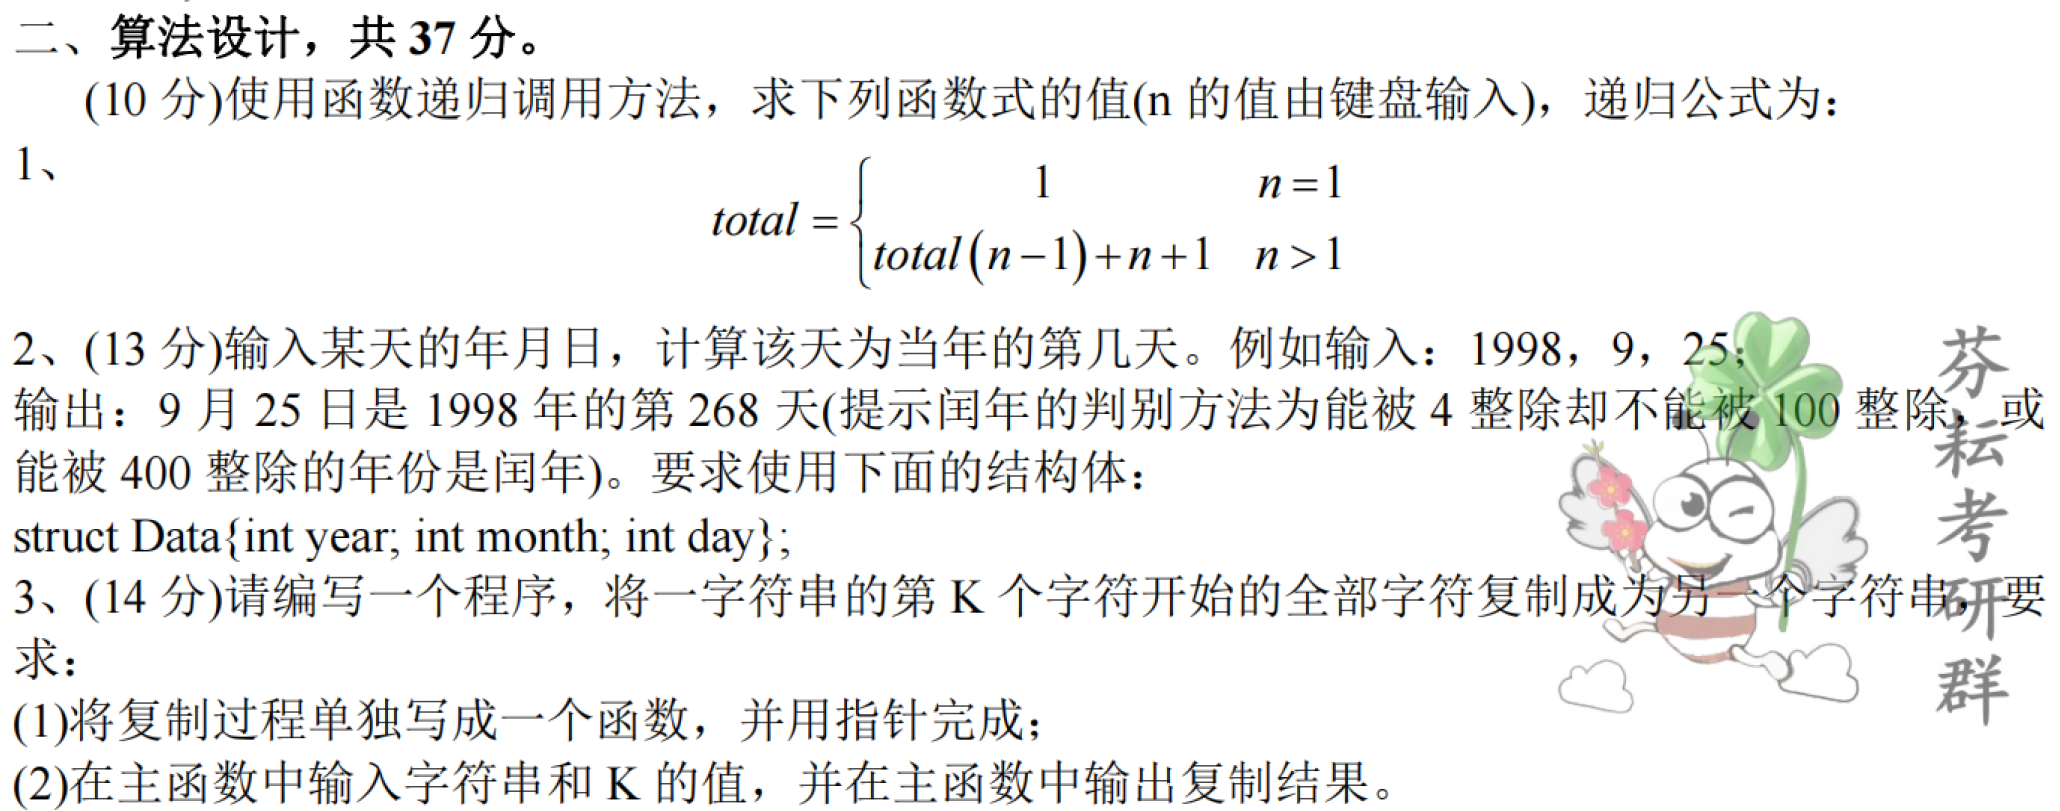 二、算法设计，共 37 分。
(10 分)使用函数递归调用方法，求下列函数式的值(n 的值由键盘输入)，递归公式为：
1、
total = { 1 n = 1
total(n − 1) + n + 1 n > 1
2、(13 分)输入某天的年月日，计算该天为当年的第几天。例如输入：1998，9，25；
输出：9 月 25 日是 1998 年的第 268 天(提示闰年的判别方法为能被 4 整除却不能被 100 整除，或
能被 400 整除的年份是闰年)。要求使用下面的结构体：
struct Data{int year; int month; int day};
3、(14 分)请编写一个程序，将一字符串的第 K 个字符开始的全部字符复制成为另一个字符串，要
求：
(1)将复制过程单独写成一个函数，并用指针完成；
(2)在主函数中输入字符串和 K 的值，并在主函数中输出复制结果。
芬耘考研群